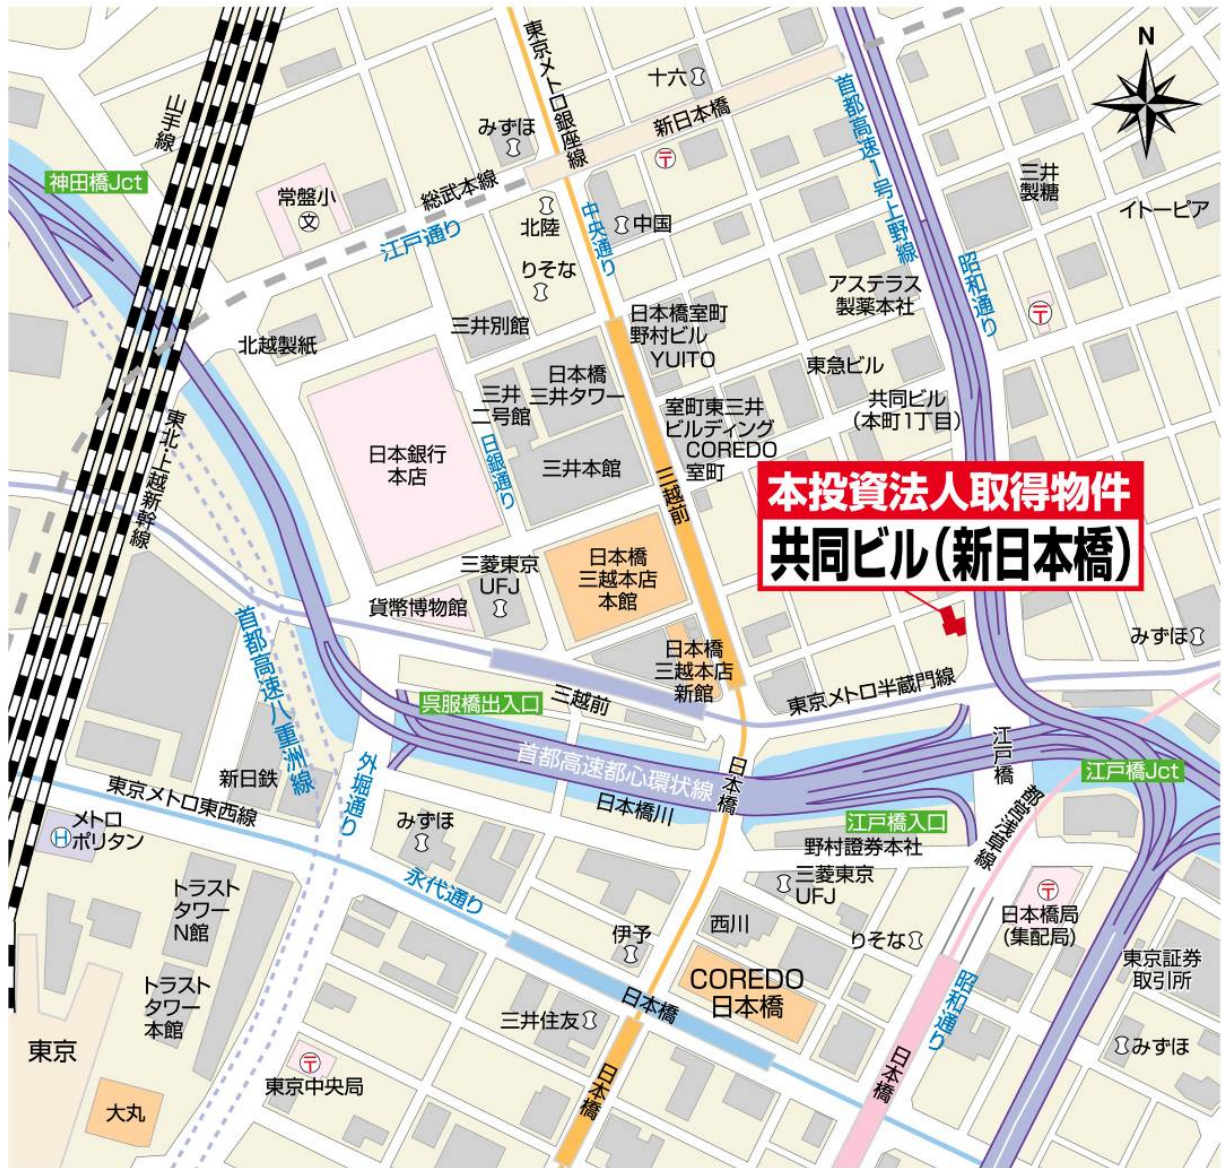 N
東京メトロ銀座線
十六
新日本橋
首都高速1号上野線
みずほ
山手線
神田橋Jct
常盤小
文
総武本線
江戸通り
北陸
中央通り
中国
三井
製糖
イトーピア
りそな
昭和通り
アステラス
製薬本社
三井別館
日本橋室町
野村ビル
YUITO
北越製紙
東急ビル
日本橋
三井タワー
三井
二号館
共同ビル
(本町1丁目)
室町東三井
ビルディング
COREDO
室町
東北・上越新幹線
日本銀行
本店
日銀通り
三井本館
三越前
本投資法人取得物件
共同ビル(新日本橋)
日本橋
三越本店
本館
三菱東京
UFJ
貨幣博物館
首都高速八重洲線
みずほ
日本橋
三越本店
新館
東京メトロ半蔵門線
呉服橋出入口
三越前
首都高速都心環状線
日本橋
江戸橋
江戸橋Jct
新日鉄
外堀通り
東京メトロ東西線
日本橋川
都営浅草線
メトロ
ポリタン
H
みずほ
江戸橋入口
野村證券本社
三菱東京
UFJ
永代通り
トラスト
タワー
N館
西川
伊予
りそな
日本橋局
(集配局)
東京証券
取引所
COREDO
日本橋
昭和通り
トラスト
タワー
本館
日本橋
三井住友
みずほ
東京
日本橋
日本橋
東京中央局
大丸